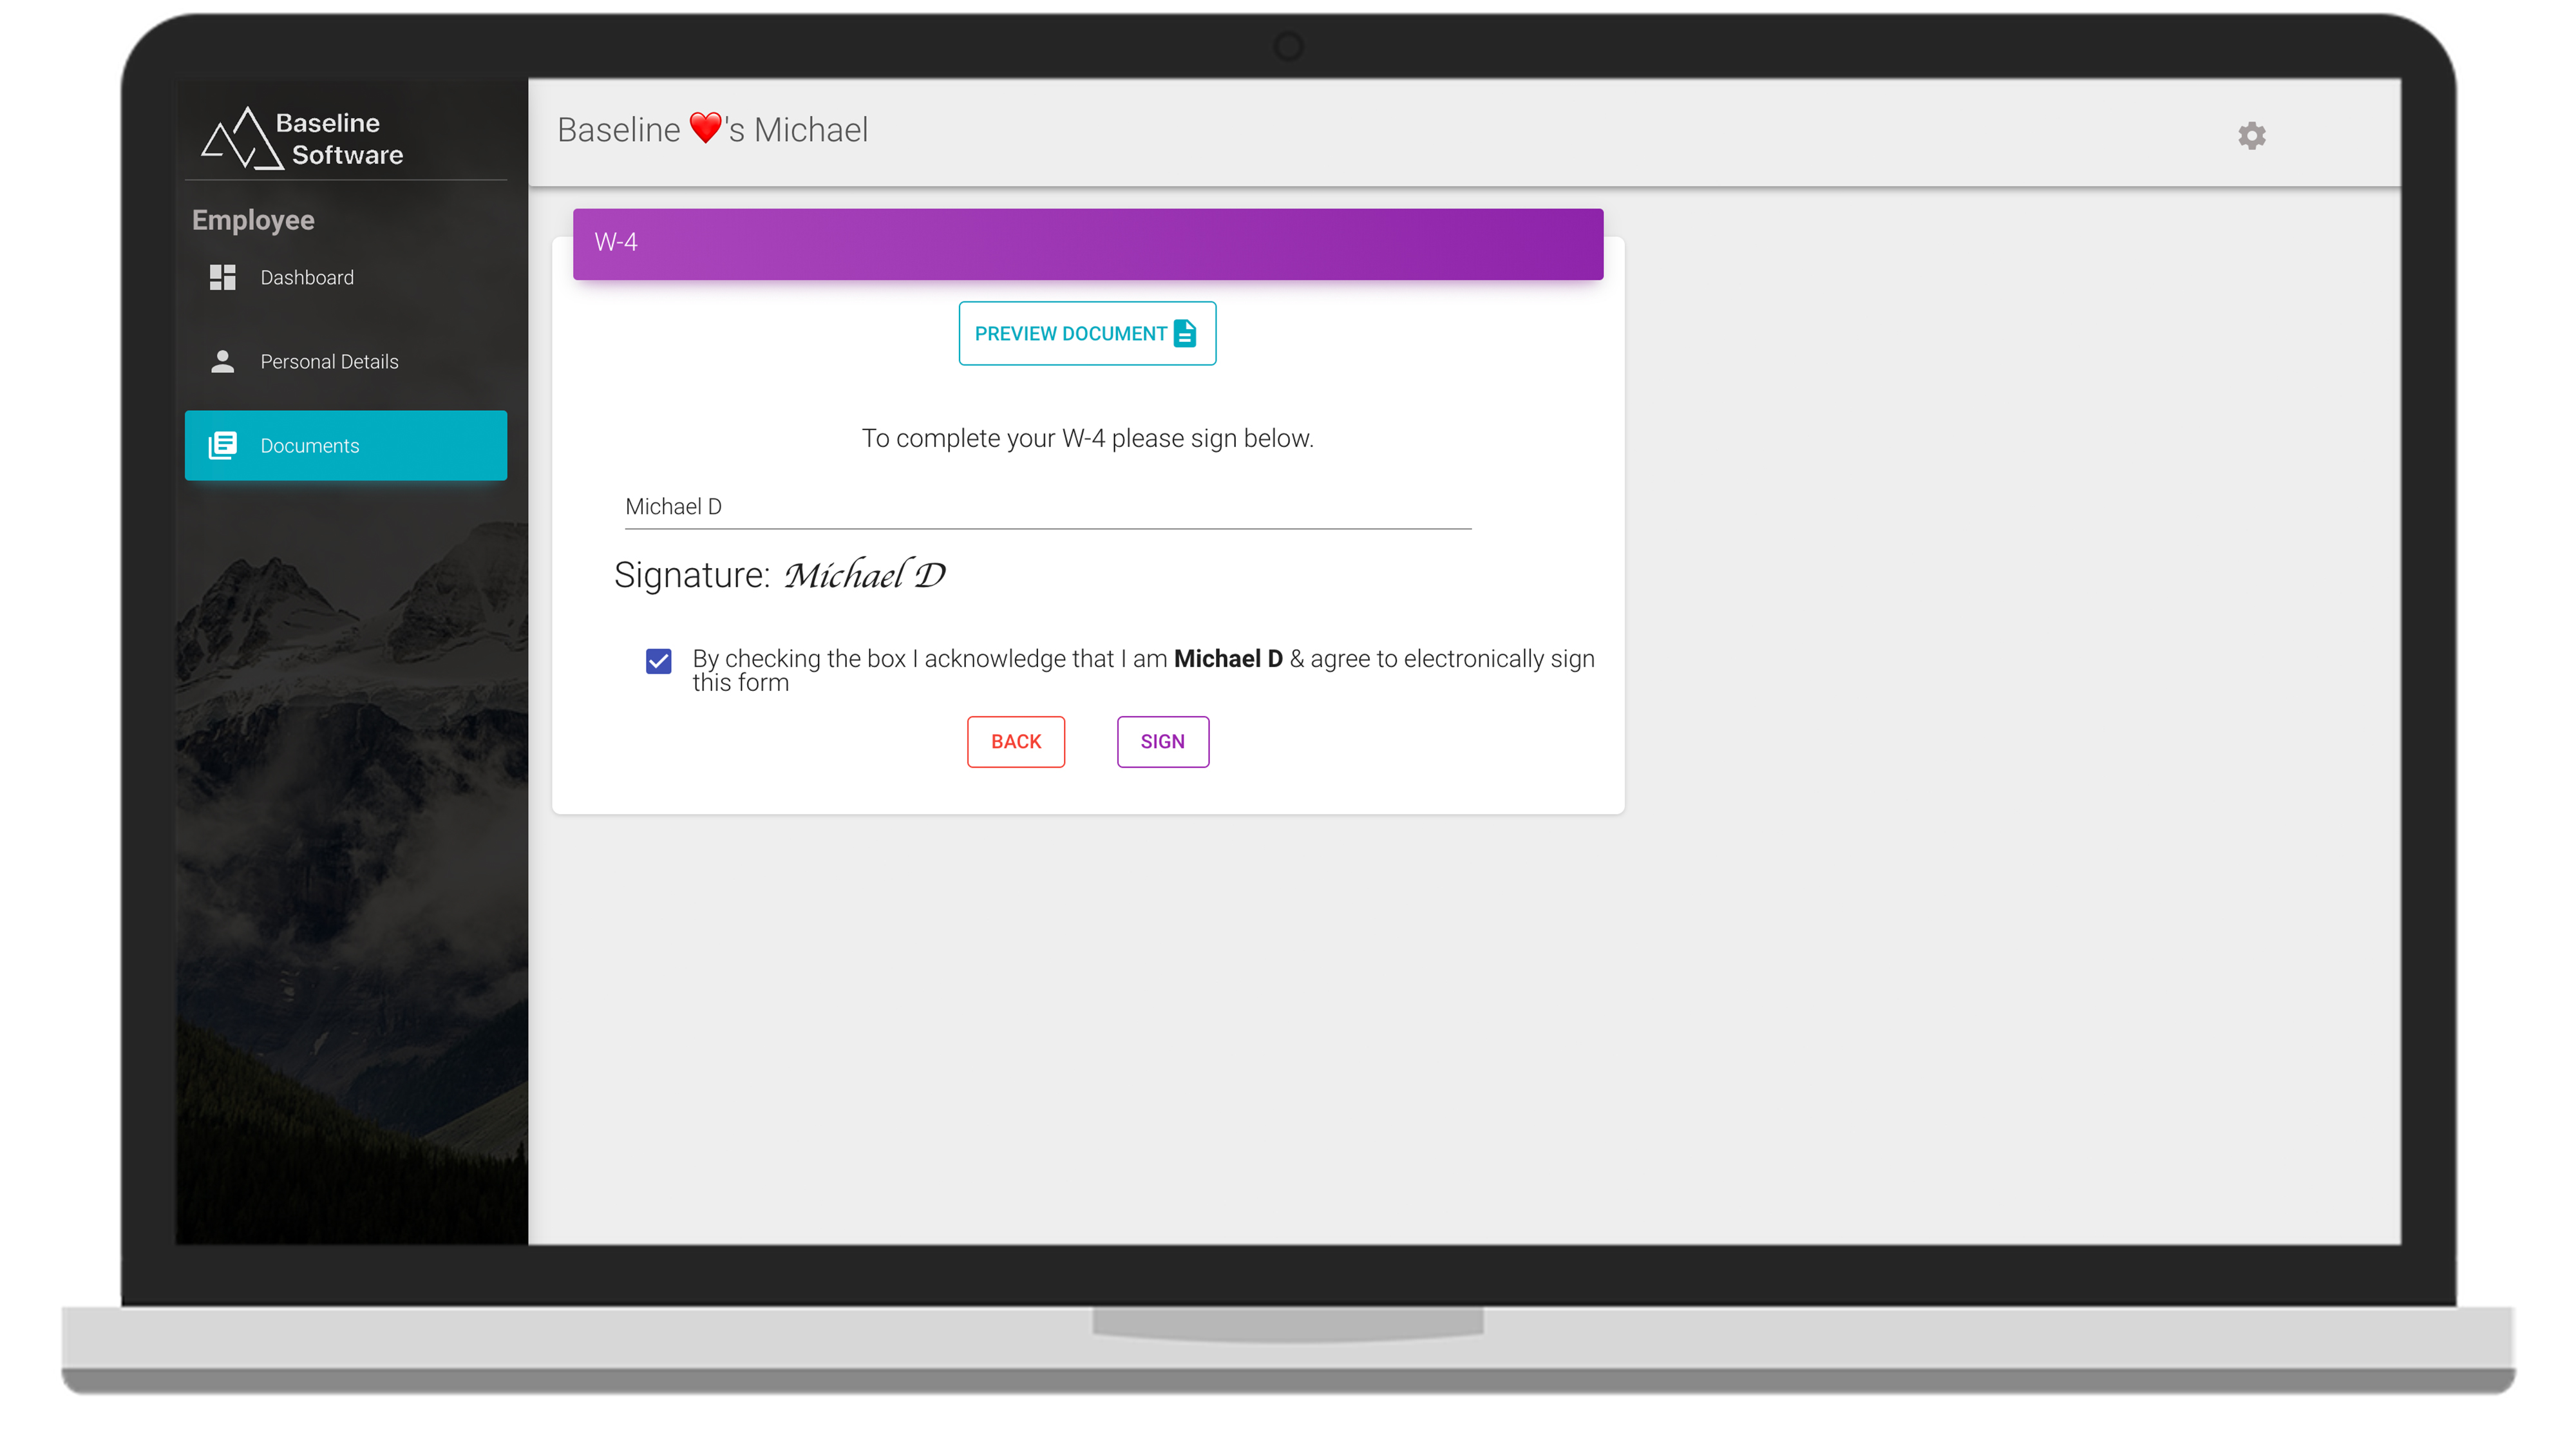 Baseline
Software
Employee
Dashboard
Personal Details
Documents
Baseline ❤️'s Michael
W-4
PREVIEW DOCUMENT
To complete your W-4 please sign below.
Michael D
Signature: Michael D
By checking the box I acknowledge that I am Michael D & agree to electronically sign
this form
BACK SIGN